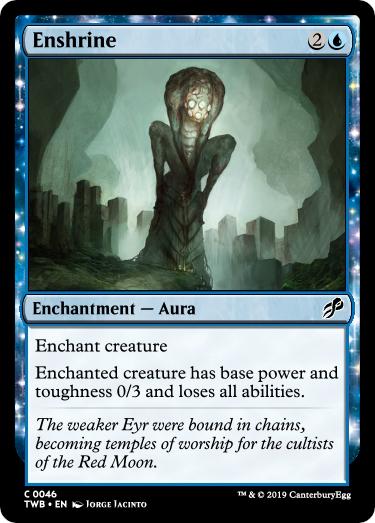 Enshrine 2
Enchantment — Aura
Enchant creature
Enchanted creature has base power and
toughness 0/3 and loses all abilities.
The weaker Eyr were bound in chains,
becoming temples of worship for the cultists
of the Red Moon.
C 0046
TWB • EN Jorge Jacinto
™ & © 2019 CanterburyEgg